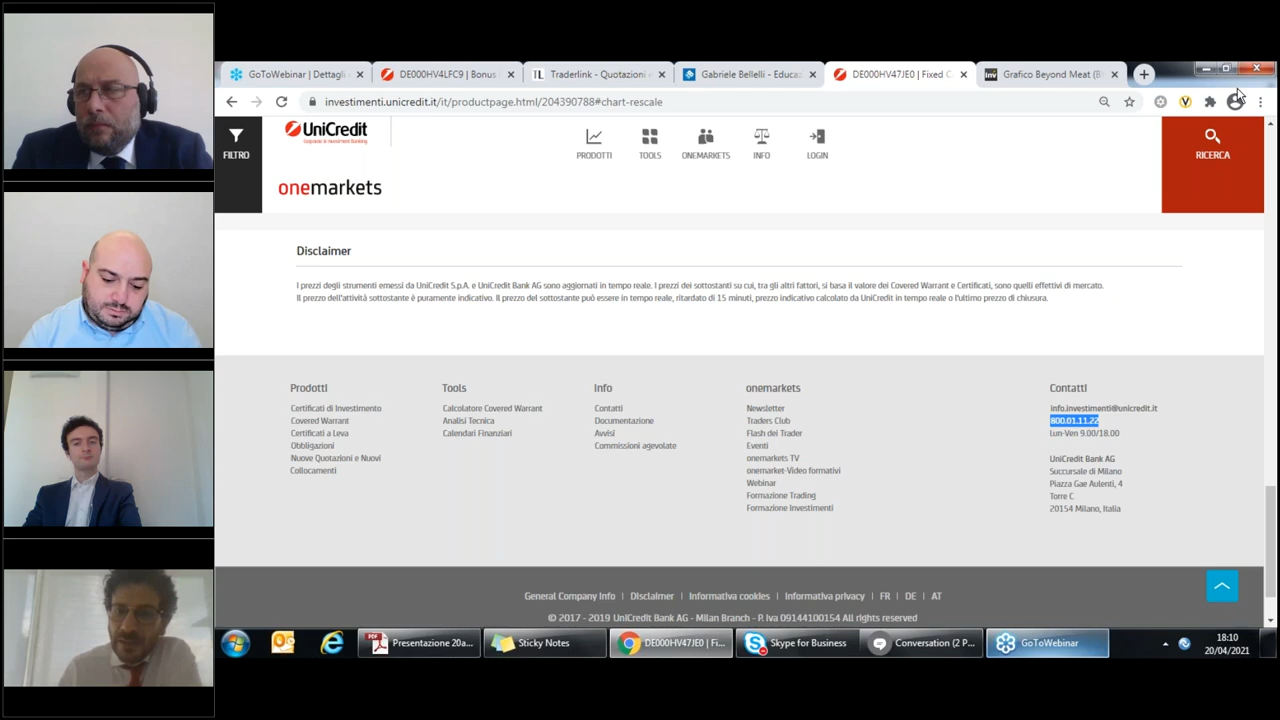 GoToWebinar | Dettagli
DE000HV4LFC9 | Bonus
TL
Traderlink - Quotazioni e
Gabriele Bellelli - Educaz
DE000HV47JE0 | Fixed C
Inv
Grafico Beyond Meat (B
investimenti.unicredit.it/it/productpage.html/204390788#chart-rescale
FILTRO
UniCredit
onemarkets
PRODOTTI
TOOLS
ONEMARKETS
INFO
LOGIN
RICERCA
Disclaimer
I prezzi degli strumenti emessi da UniCredit S.p.A. e UniCredit Bank AG sono aggiornati in tempo reale. I prezzi dei sottostanti su cui, tra gli altri fattori, si basa il valore dei Covered Warrant e Certificati, sono quelli effettivi di mercato.
Il prezzo dell'attività sottostante è puramente indicativo. Il prezzo del sottostante può essere in tempo reale, ritardato di 15 minuti, prezzo indicativo calcolato da UniCredit in tempo reale o l'ultimo prezzo di chiusura.
Prodotti
Certificati di Investimento
Covered Warrant
Certificati a Leva
Obbligazioni
Nuove Quotazioni e Nuovi
Collocamenti
Tools
Calcolatore Covered Warrant
Analisi Tecnica
Calendari Finanziari
Info
Contatti
Documentazione
Avvisi
Commissioni agevolate
onemarkets
Newsletter
Traders Club
Flash dei Trader
Eventi
onemarkets TV
onemarket-Video formativi
Webinar
Formazione Trading
Formazione Investimenti
Contatti
info.investimenti@unicredit.it
800.01.11.22
Lun-Ven 9.00/18.00
UniCredit Bank AG
Succursale di Milano
Piazza Gae Aulenti, 4
Torre C
20154 Milano, Italia
General Company Info | Disclaimer | Informativa cookies | Informativa privacy | FR | DE | AT
© 2017 - 2019 UniCredit Bank AG - Milan Branch - P. Iva 09144100154 All rights reserved
Presentazione 20a...
Sticky Notes
DE000HV47JE0 | Fi...
Skype for Business
Conversation (2 P...
GoToWebinar
18:10
20/04/2021